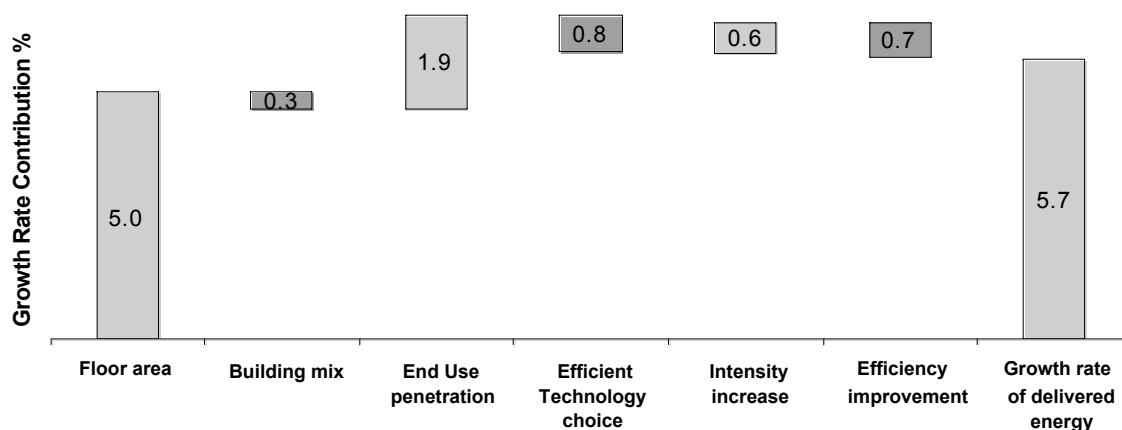 Growth Rate Contribution %
5.0
0.3
1.9
0.8
0.6
0.7
5.7
Floor area
Building mix
End Use
penetration
Efficient
Technology
choice
Intensity
increase
Efficiency
improvement
Growth rate
of delivered
energy